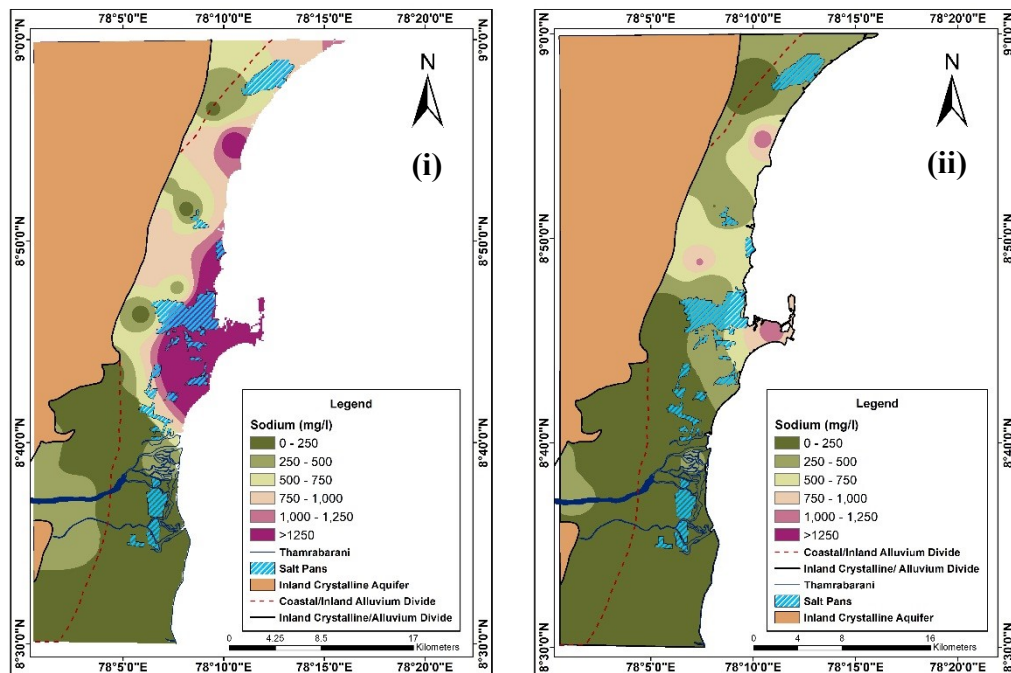 78°5'0"E 78°10'0"E 78°15'0"E 78°20'0"E
9°0'0"N
9°0'0"N
N
(i)
8°50'0"N
8°50'0"N
8°40'0"N
8°40'0"N
8°30'0"N
8°30'0"N
Legend
Sodium (mg/l)
0 - 250
250 - 500
500 - 750
750 - 1,000
1,000 - 1,250
>1250
Thamrabarani
Salt Pans
Inland Crystalline Aquifer
Coastal/Inland Alluvium Divide
Inland Crystalline/Alluvium Divide
0 4.25 8.5 17
Kilometers
78°5'0"E 78°10'0"E 78°15'0"E 78°20'0"E
78°5'0"E 78°10'0"E 78°15'0"E 78°20'0"E
9°0'0"N
9°0'0"N
N
(ii)
8°50'0"N
8°50'0"N
8°40'0"N
8°40'0"N
8°30'0"N
8°30'0"N
Legend
Sodium (mg/l)
0 - 250
250 - 500
500 - 750
750 - 1,000
1,000 - 1,250
>1250
Coastal/Inland Alluvium Divide
Inland Crystalline/ Alluvium Divide
Thamrabarani
Salt Pans
Inland Crystalline Aquifer
0 4 8 16
Kilometers
78°5'0"E 78°10'0"E 78°15'0"E 78°20'0"E